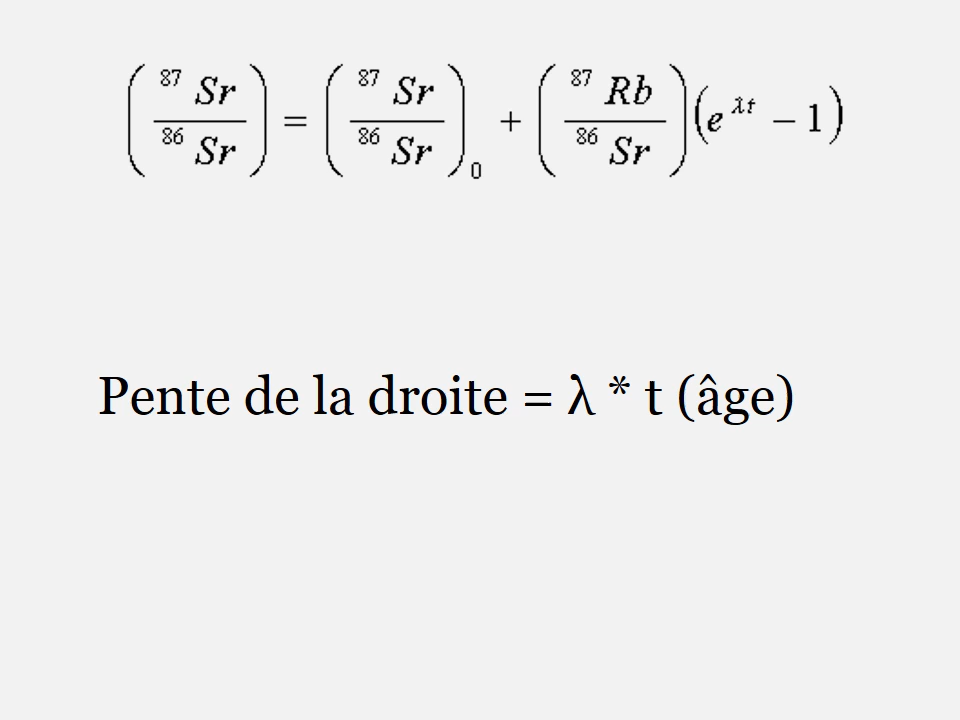 (⁸⁷Sr / ⁸⁶Sr) = (⁸⁷Sr / ⁸⁶Sr)₀ + (⁸⁷Rb / ⁸⁶Sr)(e^λt − 1)
Pente de la droite = λ * t (âge)